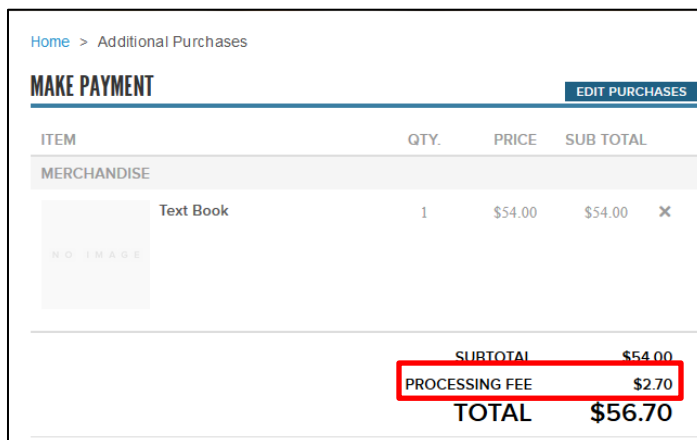 Home > Additional Purchases
MAKE PAYMENT
EDIT PURCHASES
ITEM QTY. PRICE SUB TOTAL
MERCHANDISE
Text Book 1 $54.00 $54.00 ×
NO IMAGE
SUBTOTAL $54.00
PROCESSING FEE $2.70
TOTAL $56.70